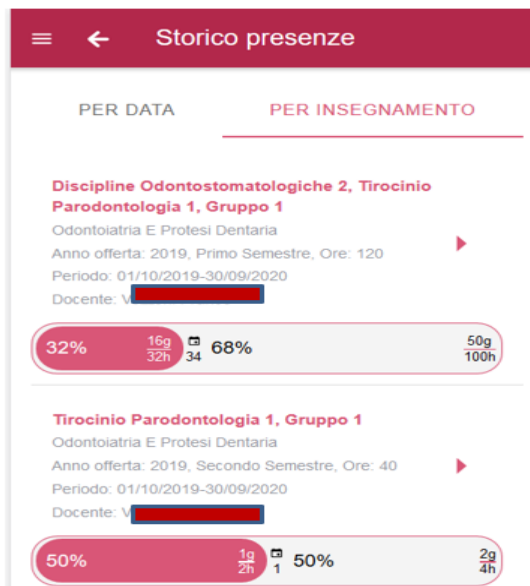 Storico presenze
PER DATA PER INSEGNAMENTO
Discipline Odontostomatologiche 2, Tirocinio
Parodontologia 1, Gruppo 1
Odontoiatria E Protesi Dentaria
Anno offerta: 2019, Primo Semestre, Ore: 120
Periodo: 01/10/2019-30/09/2020
Docente: V
32% 16g 32h 34 68% 50g 100h
Tirocinio Parodontologia 1, Gruppo 1
Odontoiatria E Protesi Dentaria
Anno offerta: 2019, Secondo Semestre, Ore: 40
Periodo: 01/10/2019-30/09/2020
Docente: V
50% 1g 2h 1 50% 2g 4h